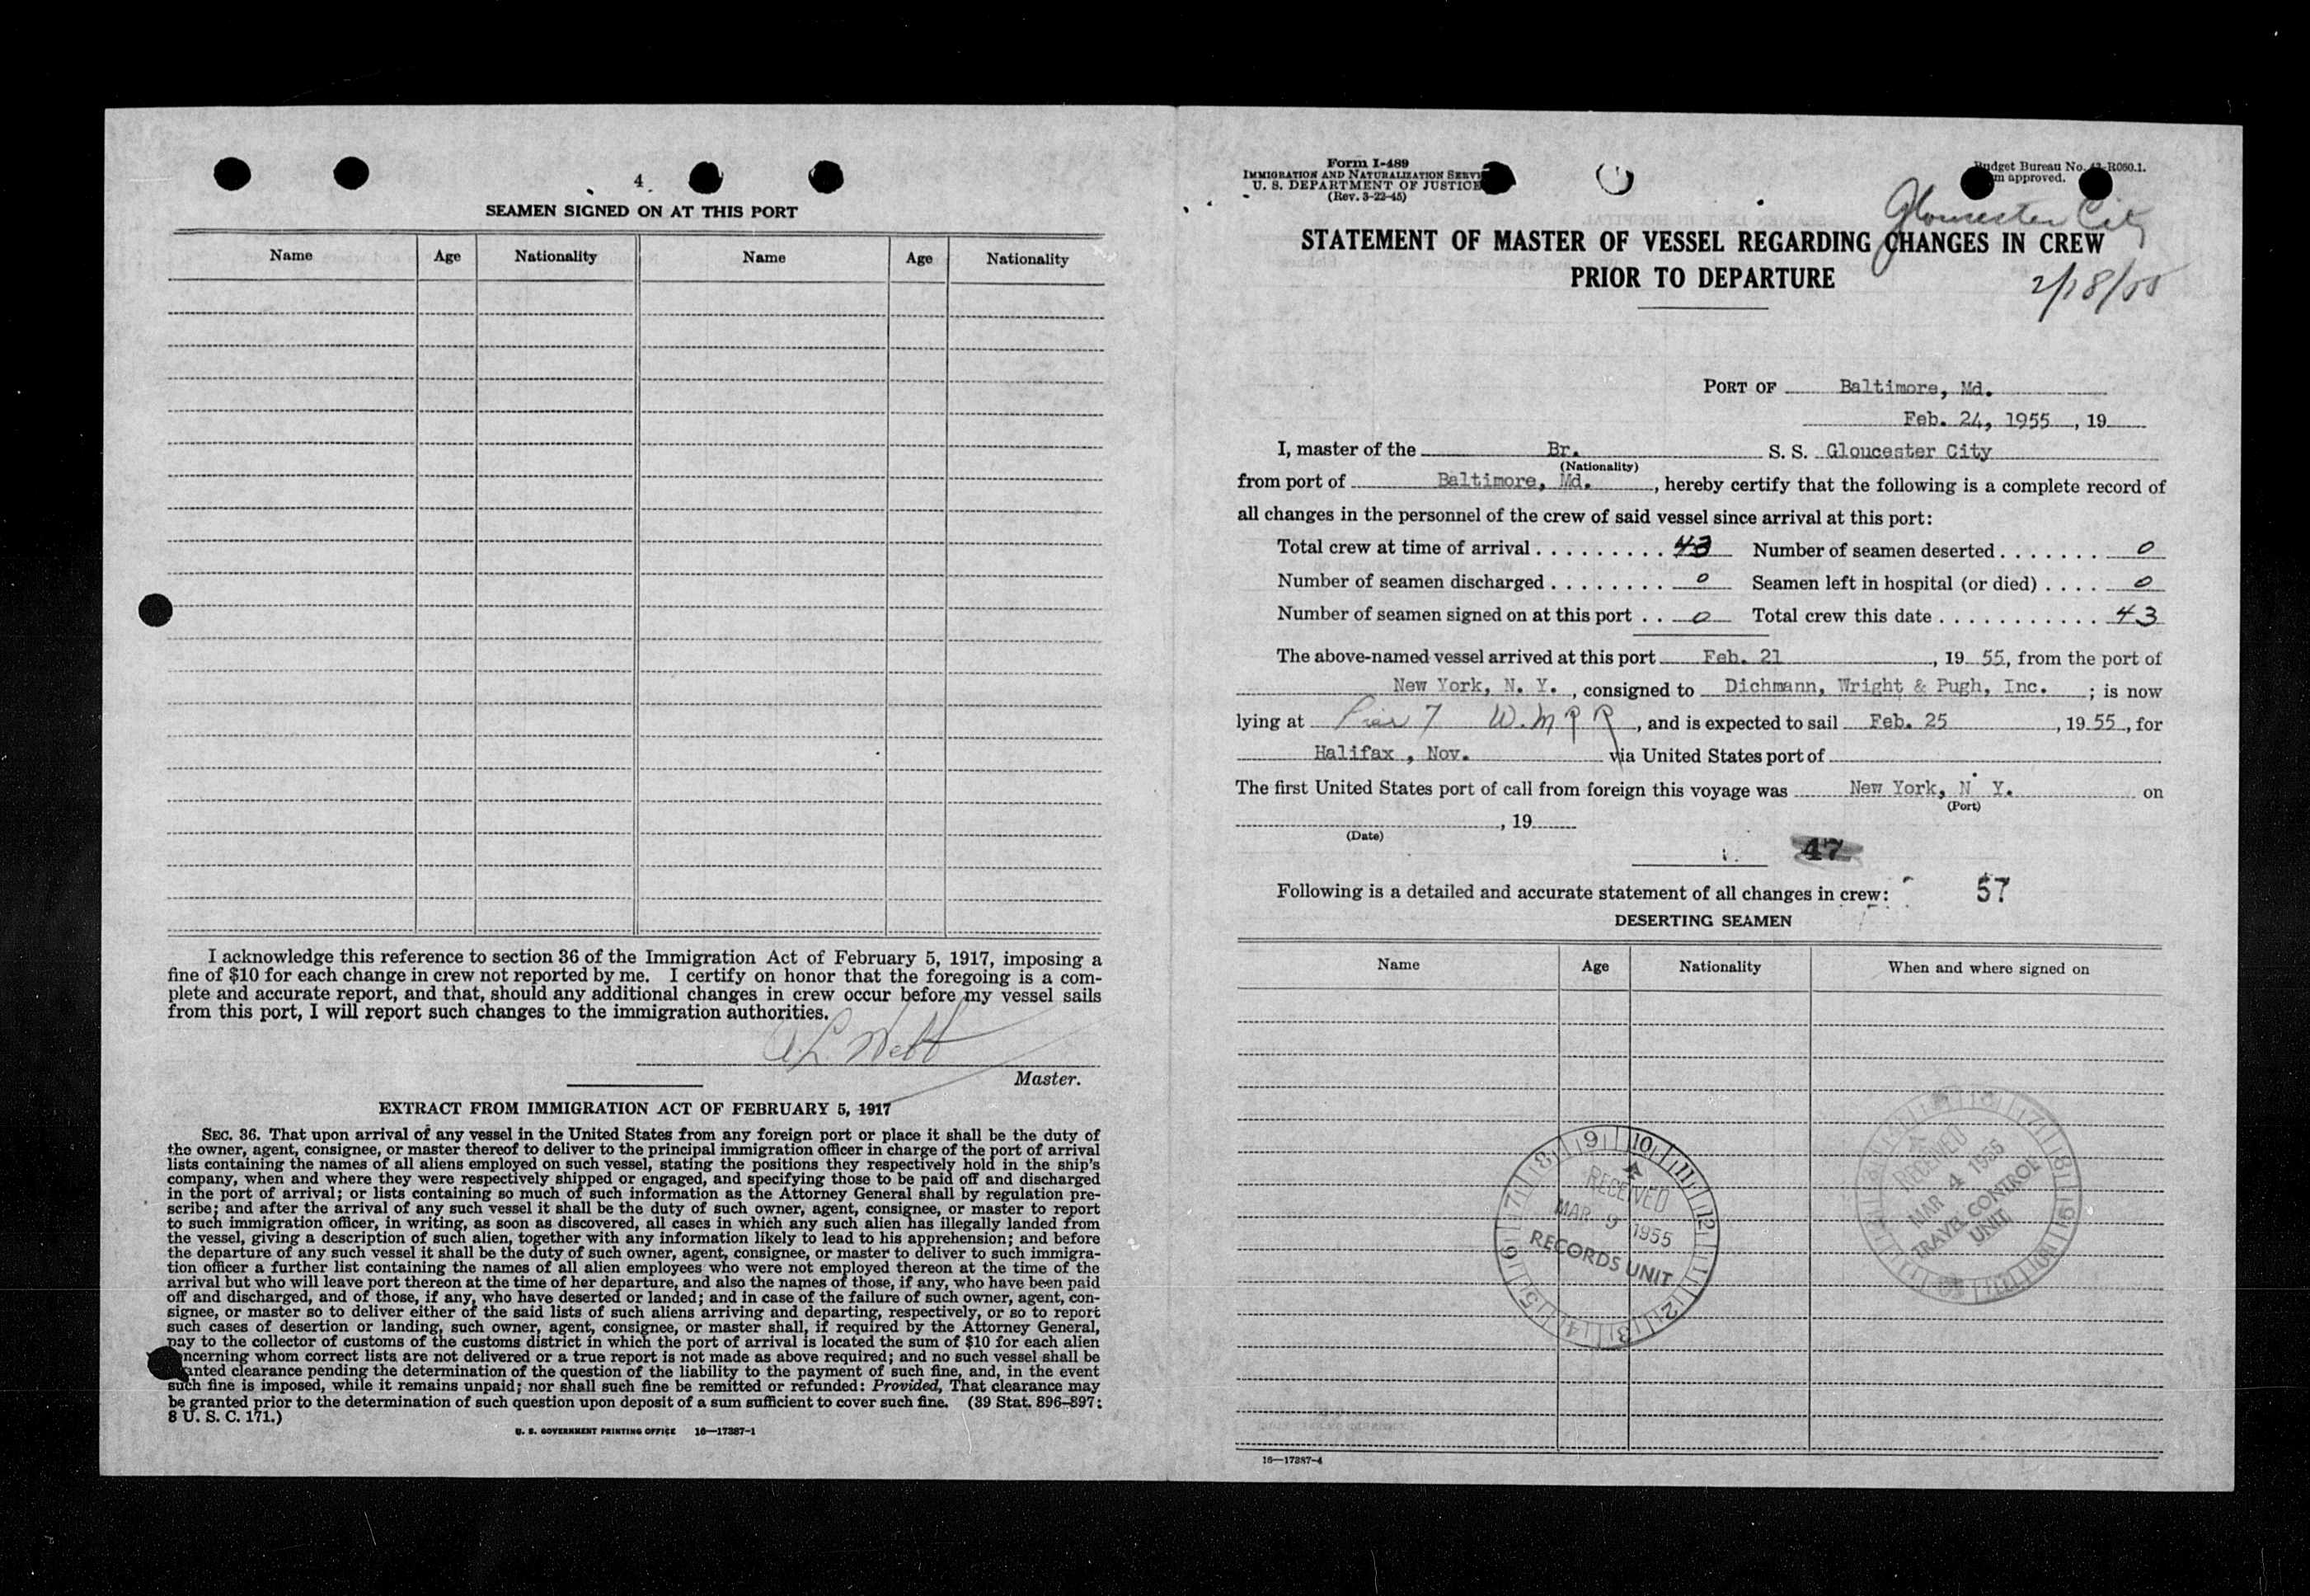 4
SEAMEN SIGNED ON AT THIS PORT
Name Age Nationality Name Age Nationality
I acknowledge this reference to section 36 of the Immigration Act of February 5, 1917, imposing a
fine of $10 for each change in crew not reported by me. I certify on honor that the foregoing is a com-
plete and accurate report, and that, should any additional changes in crew occur before my vessel sails
from this port, I will report such changes to the immigration authorities.
A.L. Webb
Master.
EXTRACT FROM IMMIGRATION ACT OF FEBRUARY 5, 1917
SEC. 36. That upon arrival of any vessel in the United States from any foreign port or place it shall be the duty of
the owner, agent, consignee, or master thereof to deliver to the principal immigration officer in charge of the port of arrival
lists containing the names of all aliens employed on such vessel, stating the positions they respectively hold in the ship's
company, when and where they were respectively shipped or engaged, and specifying those to be paid off and discharged
in the port of arrival; or lists containing so much of such information as the Attorney General shall by regulation pre-
scribe; and after the arrival of any such vessel it shall be the duty of such owner, agent, consignee, or master to report
to such immigration officer, in writing, as soon as discovered, all cases in which any such alien has illegally landed from
the vessel, giving a description of such alien, together with any information likely to lead to his apprehension; and before
the departure of any such vessel it shall be the duty of such owner, agent, consignee, or master to deliver to such immigra-
tion officer a further list containing the names of all alien employees who were not employed thereon at the time of the
arrival but who will leave port thereon at the time of her departure, and also the names of those, if any, who have been paid
off and discharged, and of those, if any, who have deserted or landed; and in case of the failure of such owner, agent, con-
signee, or master so to deliver either of the said lists of such aliens arriving and departing, respectively, or so to report
such cases of desertion or landing, such owner, agent, consignee, or master shall, if required by the Attorney General,
pay to the collector of customs of the customs district in which the port of arrival is located the sum of $10 for each alien
ncerning whom correct lists are not delivered or a true report is not made as above required; and no such vessel shall be
anted clearance pending the determination of the question of the liability to the payment of such fine, and, in the event
such fine is imposed, while it remains unpaid; nor shall such fine be remitted or refunded: Provided, That clearance may
be granted prior to the determination of such question upon deposit of a sum sufficient to cover such fine. (39 Stat. 896–897;
8 U. S. C. 171.)
U. S. GOVERNMENT PRINTING OFFICE 16—17387-1
Form I-489
IMMIGRATION AND NATURALIZATION SERVI
U. S. DEPARTMENT OF JUSTICE
(Rev. 3-22-45)
Budget Bureau No. 43-R060.1.
m approved.
Gloucester City
STATEMENT OF MASTER OF VESSEL REGARDING CHANGES IN CREW
PRIOR TO DEPARTURE
2/18/55
PORT OF Baltimore, Md.
Feb. 24, 1955, 19
I, master of the Br. S. S. Gloucester City
(Nationality)
from port of Baltimore, Md., hereby certify that the following is a complete record of
all changes in the personnel of the crew of said vessel since arrival at this port:
Total crew at time of arrival 43 Number of seamen deserted 0
Number of seamen discharged 0 Seamen left in hospital (or died) 0
Number of seamen signed on at this port 0 Total crew this date 43
The above-named vessel arrived at this port Feb. 21, 19 55, from the port of
New York, N. Y., consigned to Dichmann, Wright & Pugh, Inc.; is now
lying at Pier 7 W.M R R, and is expected to sail Feb. 25, 19 55, for
Halifax, Nov. via United States port of
The first United States port of call from foreign this voyage was New York, N. Y. on
(Port)
, 19
(Date)
47
Following is a detailed and accurate statement of all changes in crew: 57
DESERTING SEAMEN
Name Age Nationality When and where signed on
RECEIVED
MAR 4 1955
TRAVEL CONTROL
UNIT
9 10 11 12 1 2 3 4 5 6 7 8
RECEIVED
MAR 9 1955
RECORDS UNIT
16—17387-4